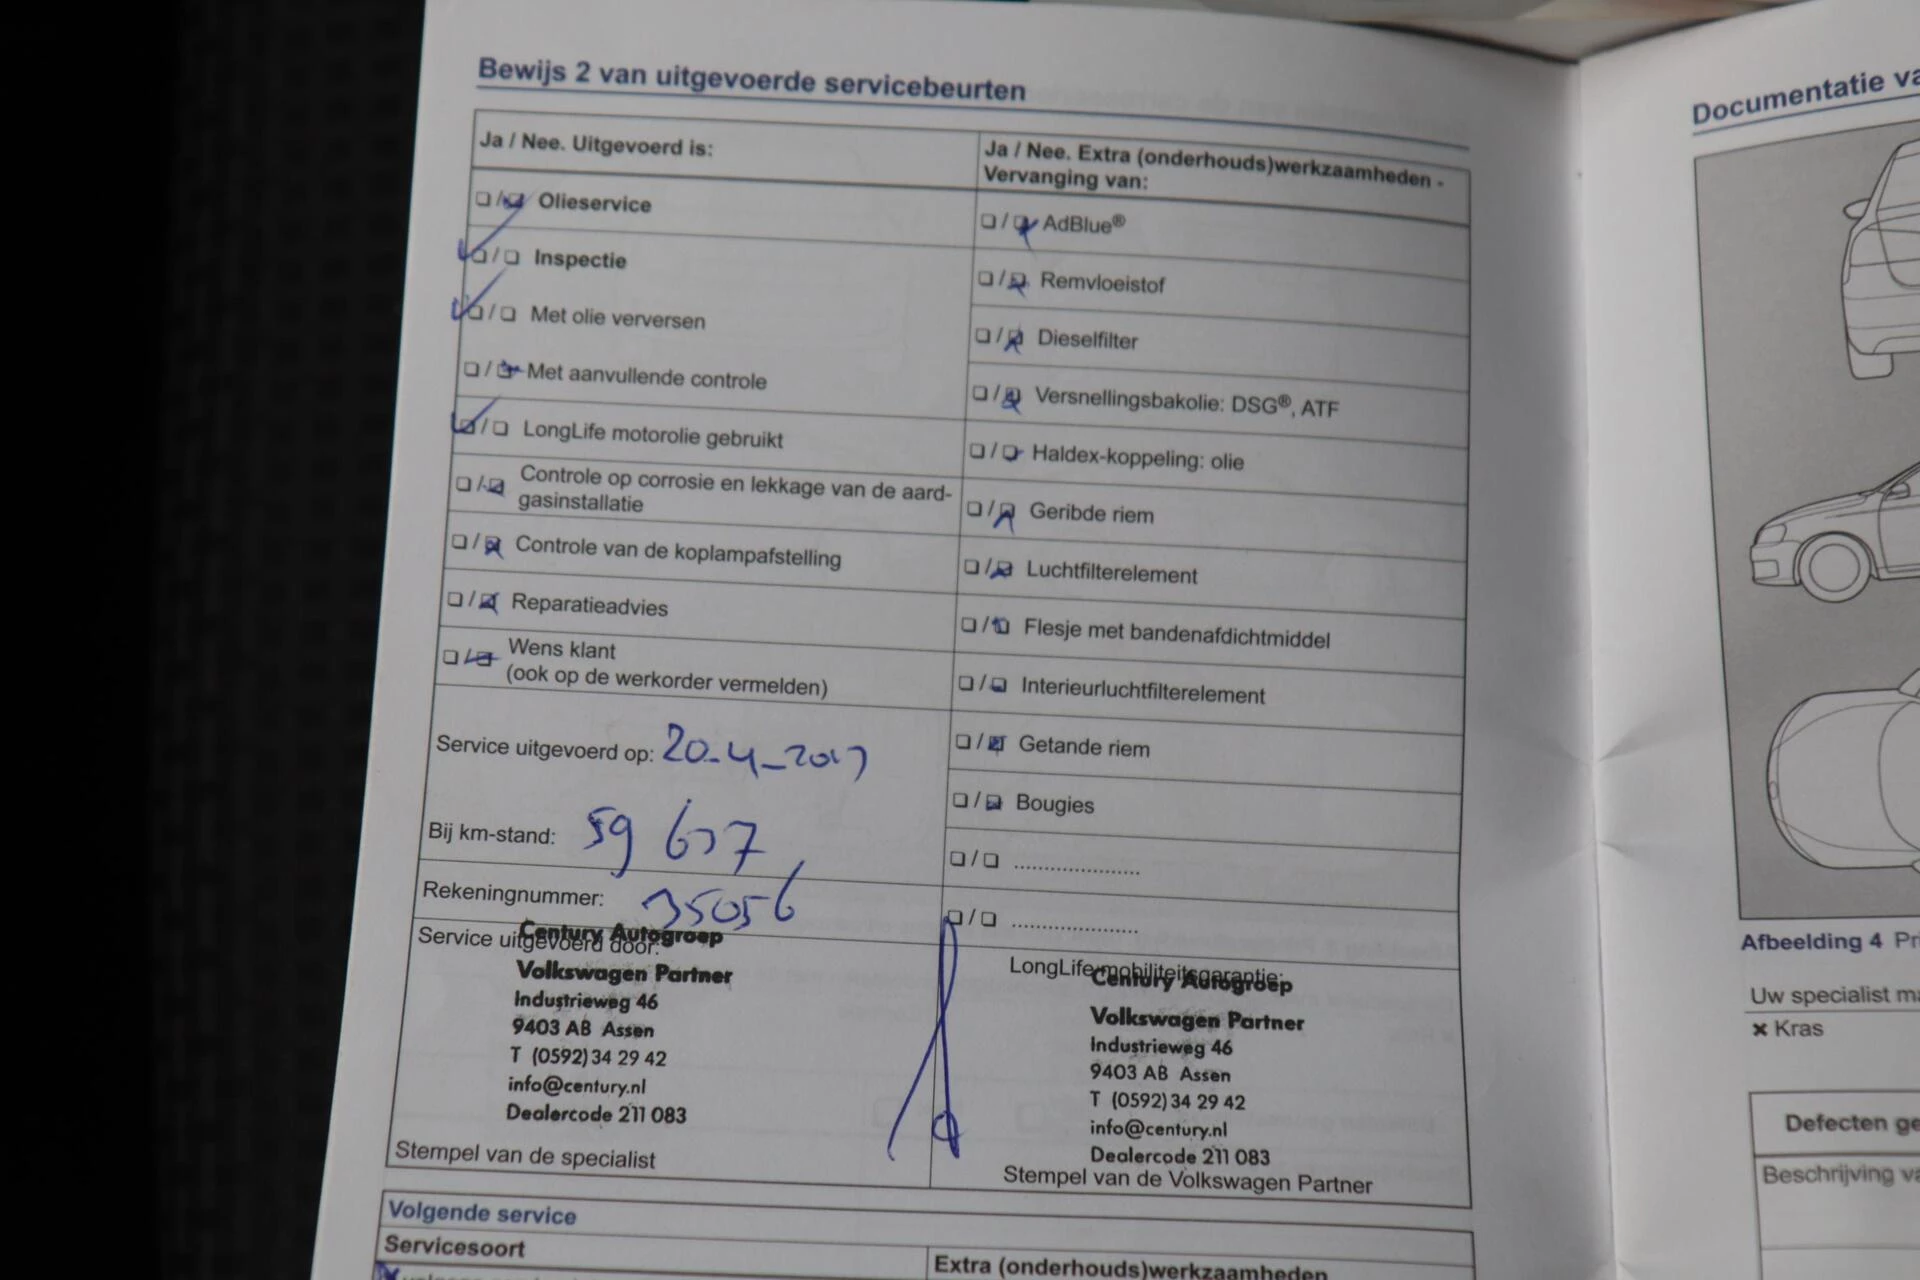 Bewijs 2 van uitgevoerde servicebeurten
Ja / Nee. Uitgevoerd is:
Olieservice
Inspectie
Met olie verversen
Met aanvullende controle
LongLife motorolie gebruikt
Controle op corrosie en lekkage van de aard-
gasinstallatie
Controle van de koplampafstelling
Reparatieadvies
Wens klant
(ook op de werkorder vermelden)
Service uitgevoerd op: 20-4-2017
Bij km-stand: 59 637
Rekeningnummer: 35056
Service uitgevoerd door:
Century Autogroep
Volkswagen Partner
Industrieweg 46
9403 AB Assen
T (0592) 34 29 42
info@century.nl
Dealercode 211 083
Stempel van de specialist
Ja / Nee. Extra (onderhouds)werkzaamheden -
Vervanging van:
AdBlue®
Remvloeistof
Dieselfilter
Versnellingsbakolie: DSG®, ATF
Haldex-koppeling: olie
Geribde riem
Luchtfilterelement
Flesje met bandenafdichtmiddel
Interieurluchtfilterelement
Getande riem
Bougies
LongLife mobiliteitsgarantie:
Century Autogroep
Volkswagen Partner
Industrieweg 46
9403 AB Assen
T (0592) 34 29 42
info@century.nl
Dealercode 211 083
Stempel van de Volkswagen Partner
Volgende service
Servicesoort
Extra (onderhouds)werkzaamheden
Documentatie va
Afbeelding 4 Pri
Uw specialist ma
× Kras
Defecten ge
Beschrijving va